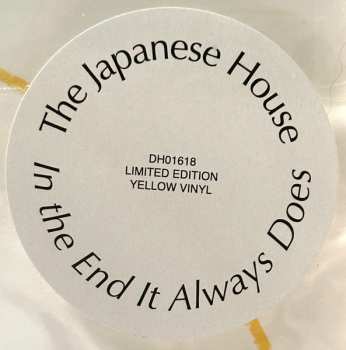 The Japanese House
DH01618
LIMITED EDITION
YELLOW VINYL
In the End It Always Does